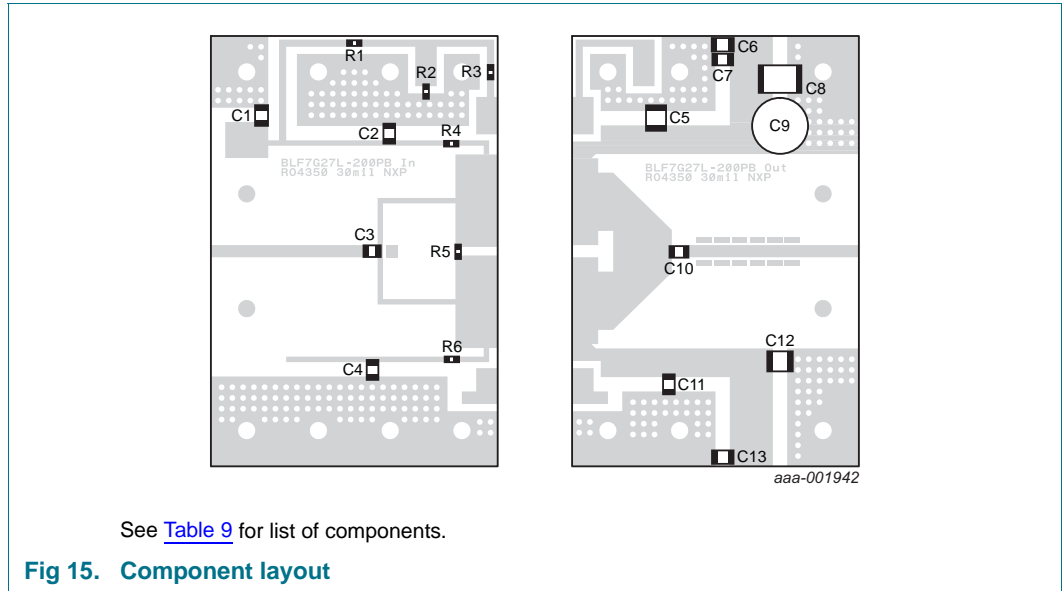 R1
R2
R3
C1
C2
R4
BLF7G27L-200PB In
RO4350 30mil NXP
C3
R5
R6
C4
C6
C7
C8
C5
C9
BLF7G27L-200PB Out
RO4350 30mil NXP
C10
C12
C11
C13
aaa-001942
See Table 9 for list of components.
Fig 15. Component layout